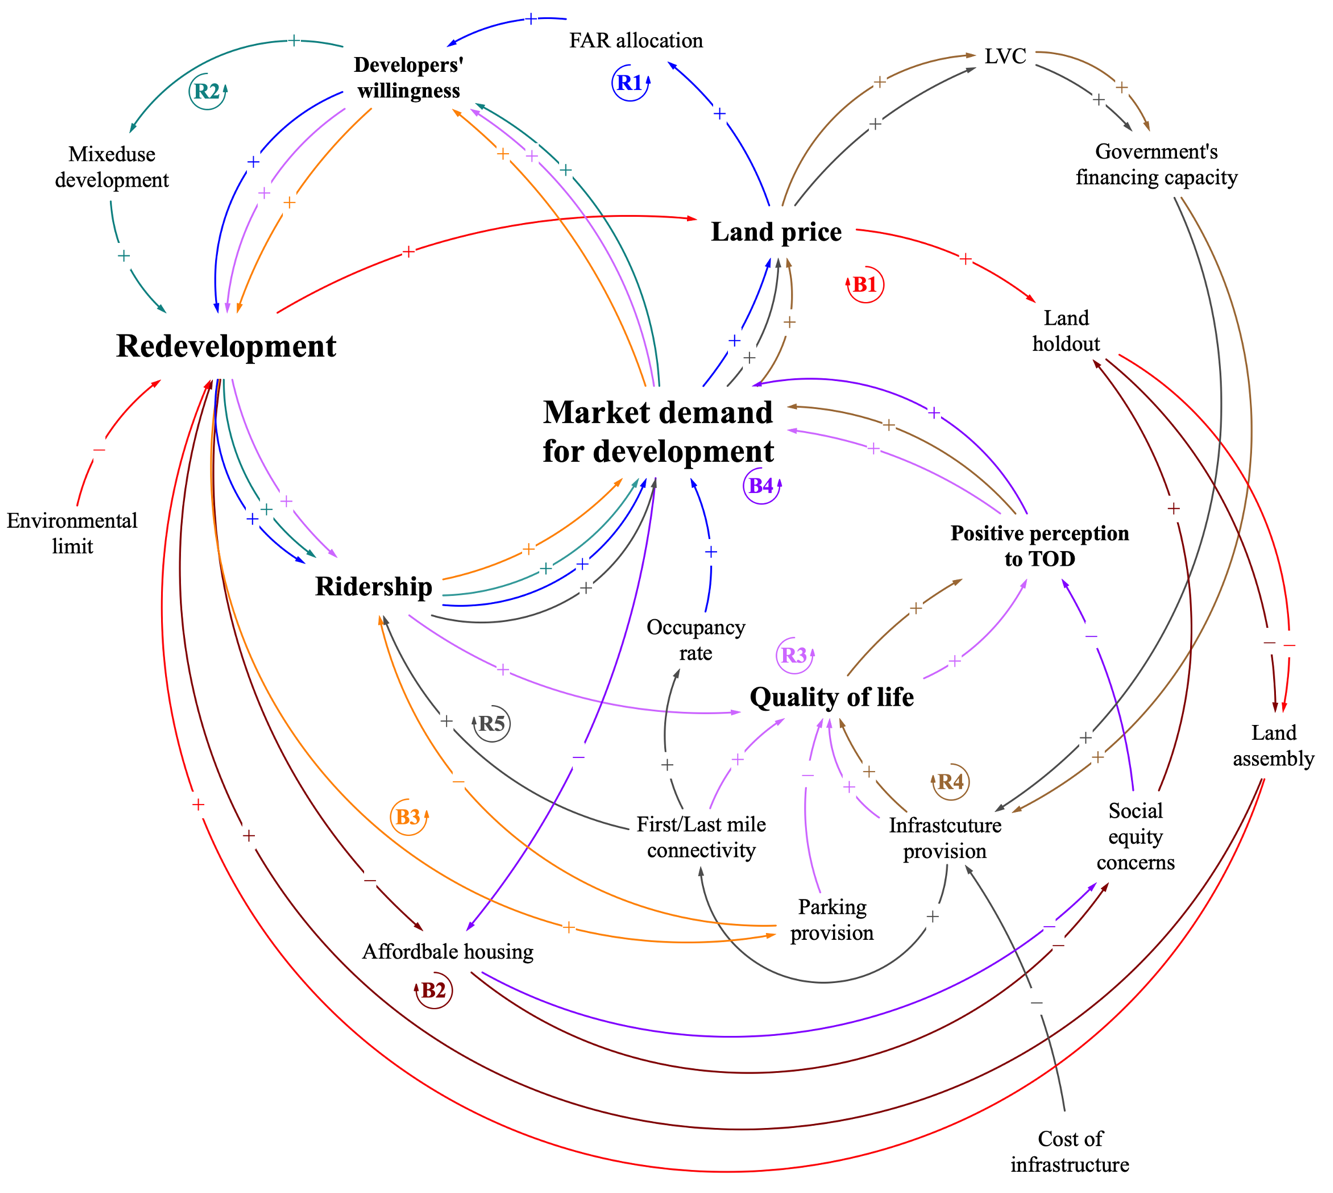 FAR allocation
LVC
Developers'
willingness
R1
R2
Mixeduse
development
Government's
financing capacity
Land price
B1
Land
holdout
Redevelopment
Market demand
for development
B4
Environmental
limit
Positive perception
to TOD
Ridership
Occupancy
rate
R3
Quality of life
R5
Land
assembly
R4
B3
First/Last mile
connectivity
Infrastcuture
provision
Social
equity
concerns
Parking
provision
Affordbale housing
B2
Cost of
infrastructure